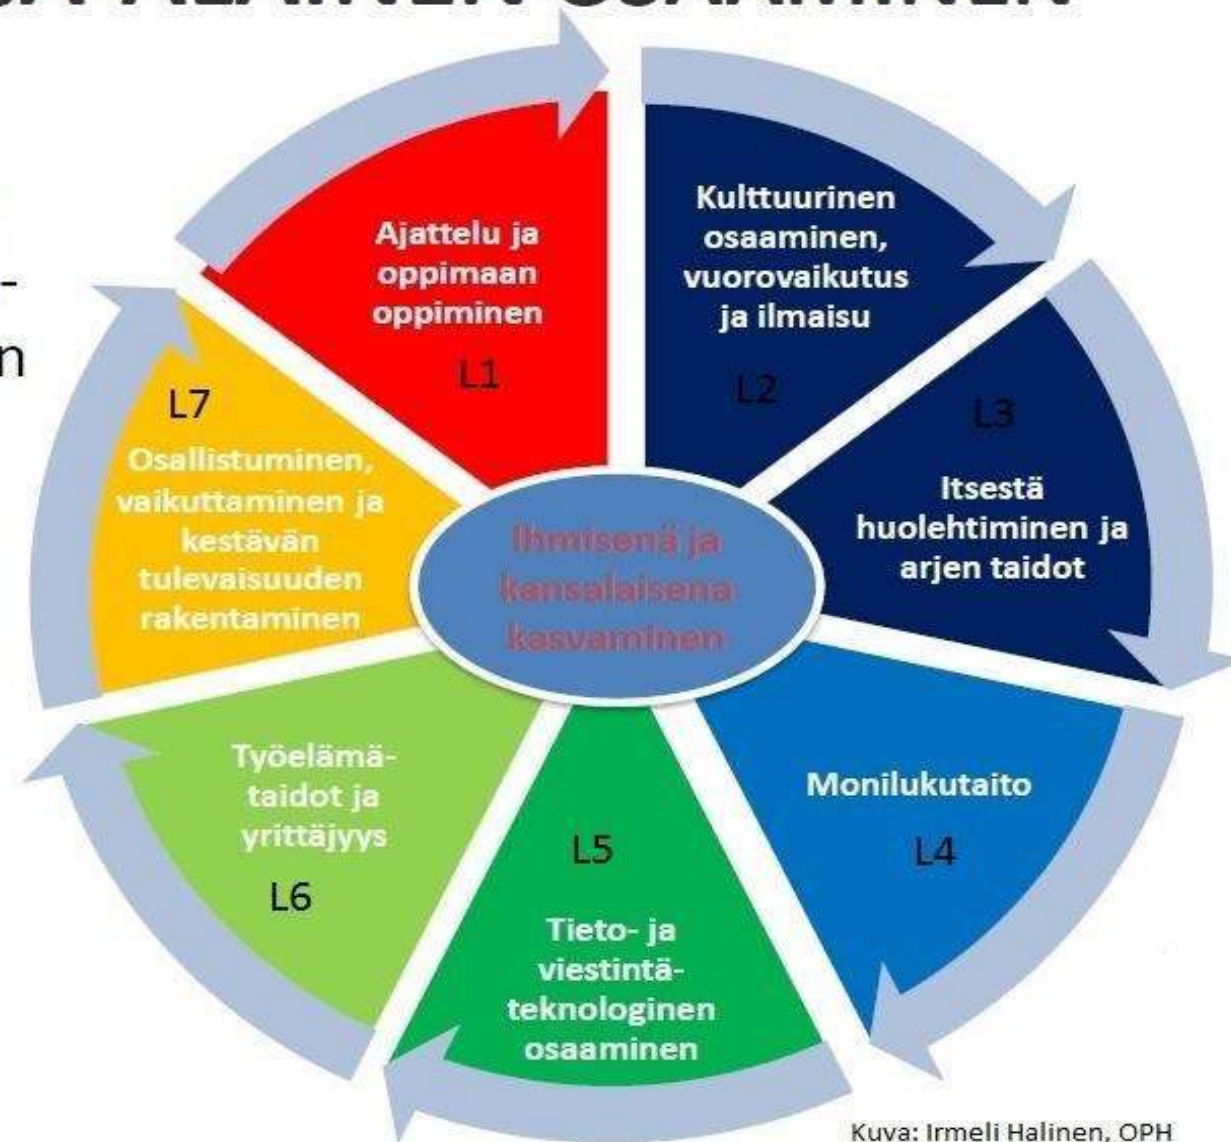 OSAAMINEN
-
n
Ajattelu ja
oppimaan
oppiminen
L1
Kulttuurinen
osaaminen,
vuorovaikutus
ja ilmaisu
L2
L3
Itsestä
huolehtiminen ja
arjen taidot
Monilukutaito
L4
L5
Tieto- ja
viestintä-
teknologinen
osaaminen
Työelämä-
taidot ja
yrittäjyys
L6
L7
Osallistuminen,
vaikuttaminen ja
kestävän
tulevaisuuden
rakentaminen
Ihmisenä ja
kansalaisena
kasvaminen
Kuva: Irmeli Halinen, OPH